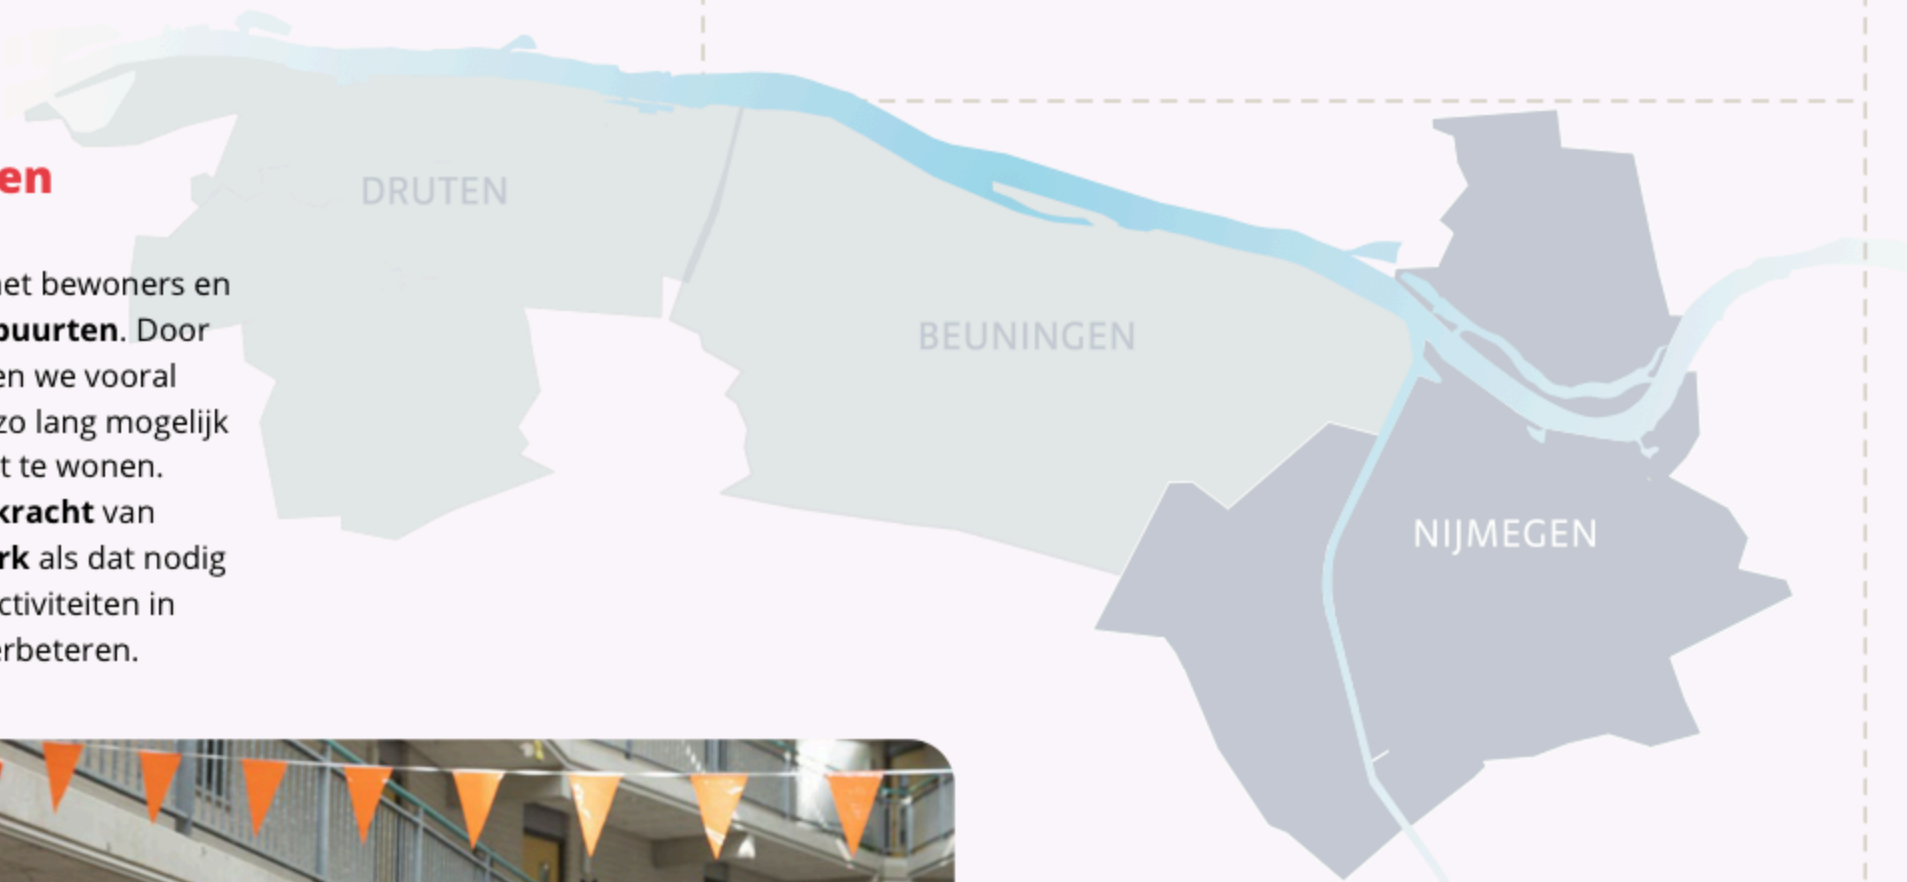 en
et bewoners en
buurten. Door
en we vooral
zo lang mogelijk
t te wonen.
kracht van
rk als dat nodig
ctiviteiten in
erbeteren.
DRUTEN
BEUNINGEN
NIJMEGEN